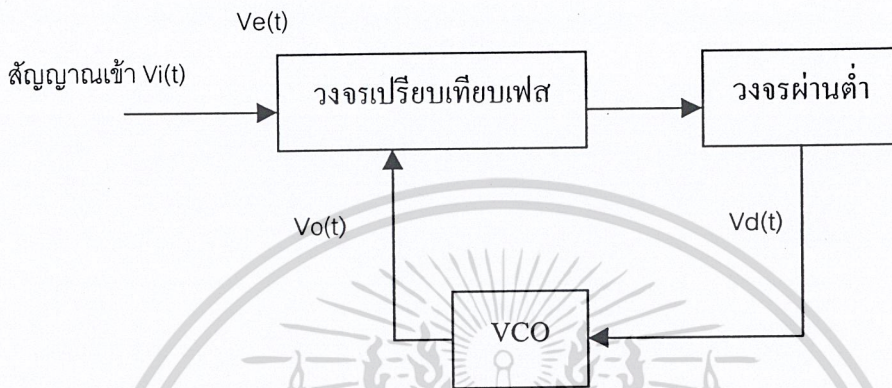 Ve(t)
สัญญาณเข้า Vi(t)
วงจรเปรียบเทียบเฟส
วงจรผ่านต่ำ
Vo(t)
Vd(t)
VCO